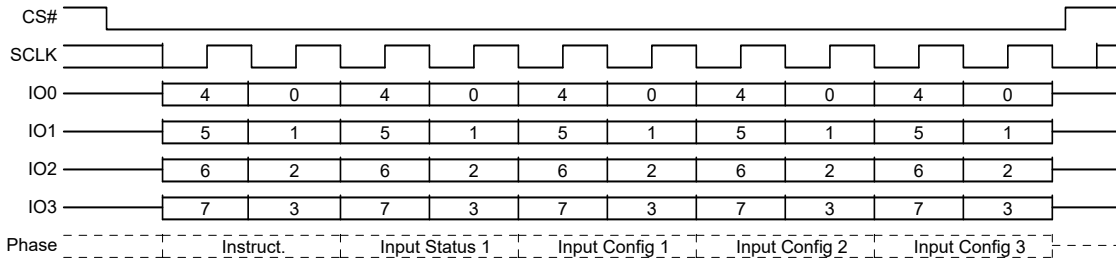 CS#
SCLK
IO0 4 0 4 0 4 0 4 0 4 0
IO1 5 1 5 1 5 1 5 1 5 1
IO2 6 2 6 2 6 2 6 2 6 2
IO3 7 3 7 3 7 3 7 3 7 3
Phase Instruct. Input Status 1 Input Config 1 Input Config 2 Input Config 3